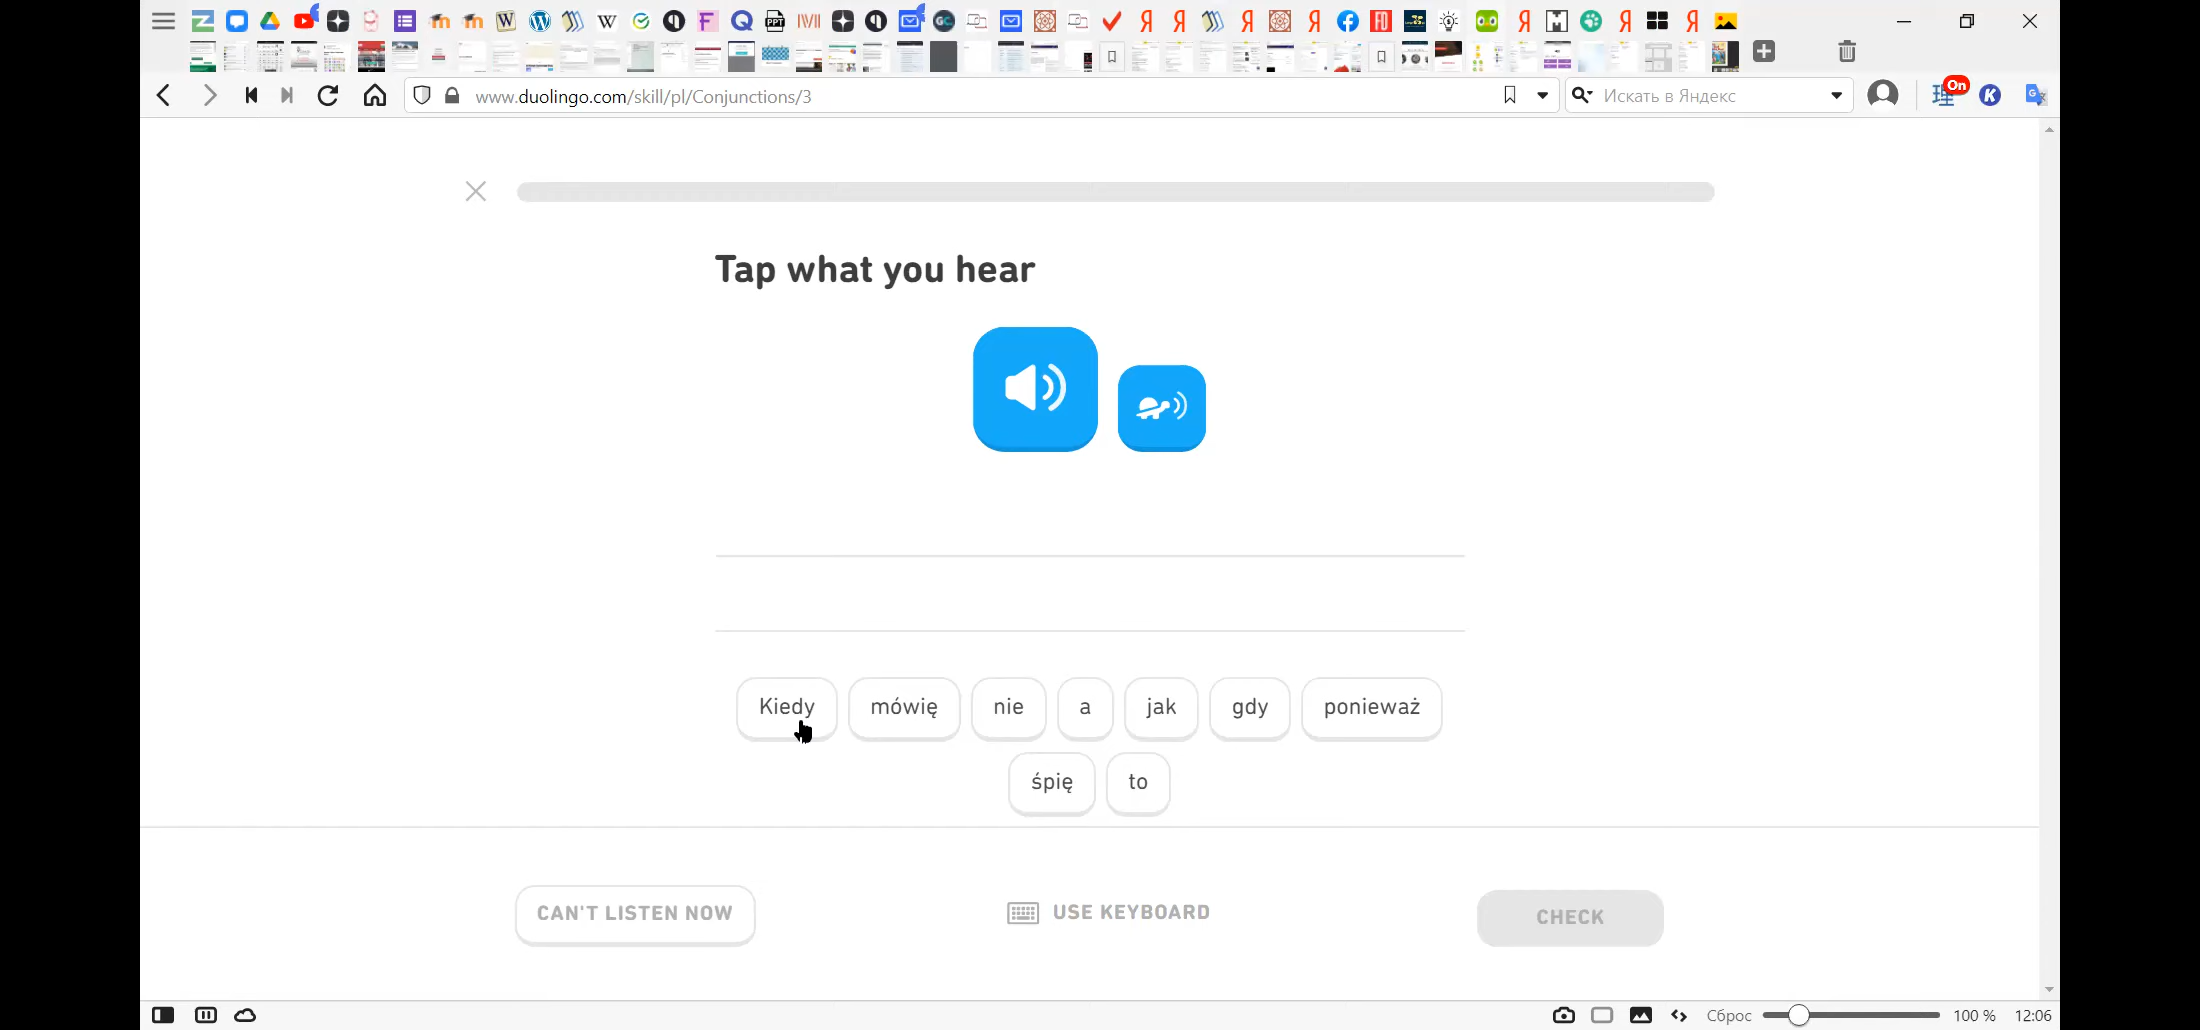 On
www.duolingo.com/skill/pl/Conjunctions/3
Искать в Яндекс
Tap what you hear
Kiedy mówię nie a jak gdy ponieważ
śpię to
CAN'T LISTEN NOW USE KEYBOARD CHECK
Сброс 100 % 12:06